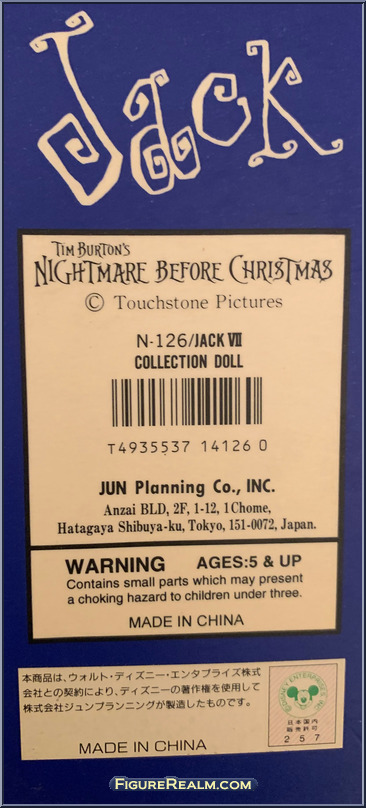 Jack
TIM BURTON'S
NIGHTMARE BEFORE CHRISTMAS
© Touchstone Pictures
N-126/JACK VII
COLLECTION DOLL
T4935537 14126 0
JUN Planning Co., INC.
Anzai BLD, 2F, 1-12, 1Chome,
Hatagaya Shibuya-ku, Tokyo, 151-0072, Japan.
WARNING AGES:5 & UP
Contains small parts which may present
a choking hazard to children under three.
MADE IN CHINA
本商品は、ウォルト・ディズニー・エンタプライズ株式
会社との契約により、ディズニーの著作権を使用して
株式会社ジュンプランニングが製造したものです。
MADE IN CHINA
DISNEY ENTERPRISES INC
日本国内
販売許可
257
FIGUREREALM.COM